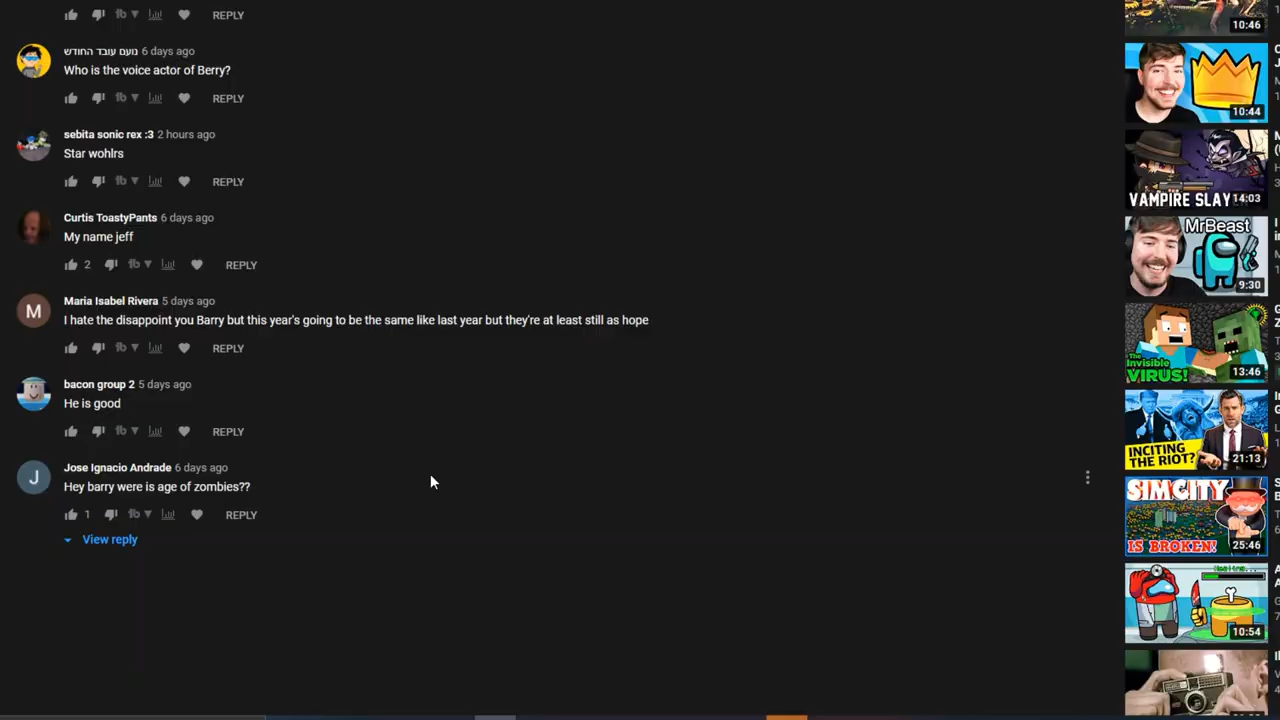 REPLY
נועם עובד החודש 6 days ago
Who is the voice actor of Berry?
REPLY
sebita sonic rex :3 2 hours ago
Star wohlrs
REPLY
Curtis ToastyPants 6 days ago
My name jeff
2 REPLY
Maria Isabel Rivera 5 days ago
I hate the disappoint you Barry but this year's going to be the same like last year but they're at least still as hope
REPLY
bacon group 2 5 days ago
He is good
REPLY
Jose Ignacio Andrade 6 days ago
Hey barry were is age of zombies??
1 REPLY
View reply
M
J
10:46
10:44
VAMPIRE SLAY
14:03
MrBeast
9:30
The
Invisible
VIRUS!
13:46
INCITING
THE RIOT?
21:13
SIMCITY
IS BROKEN!
25:46
10:54